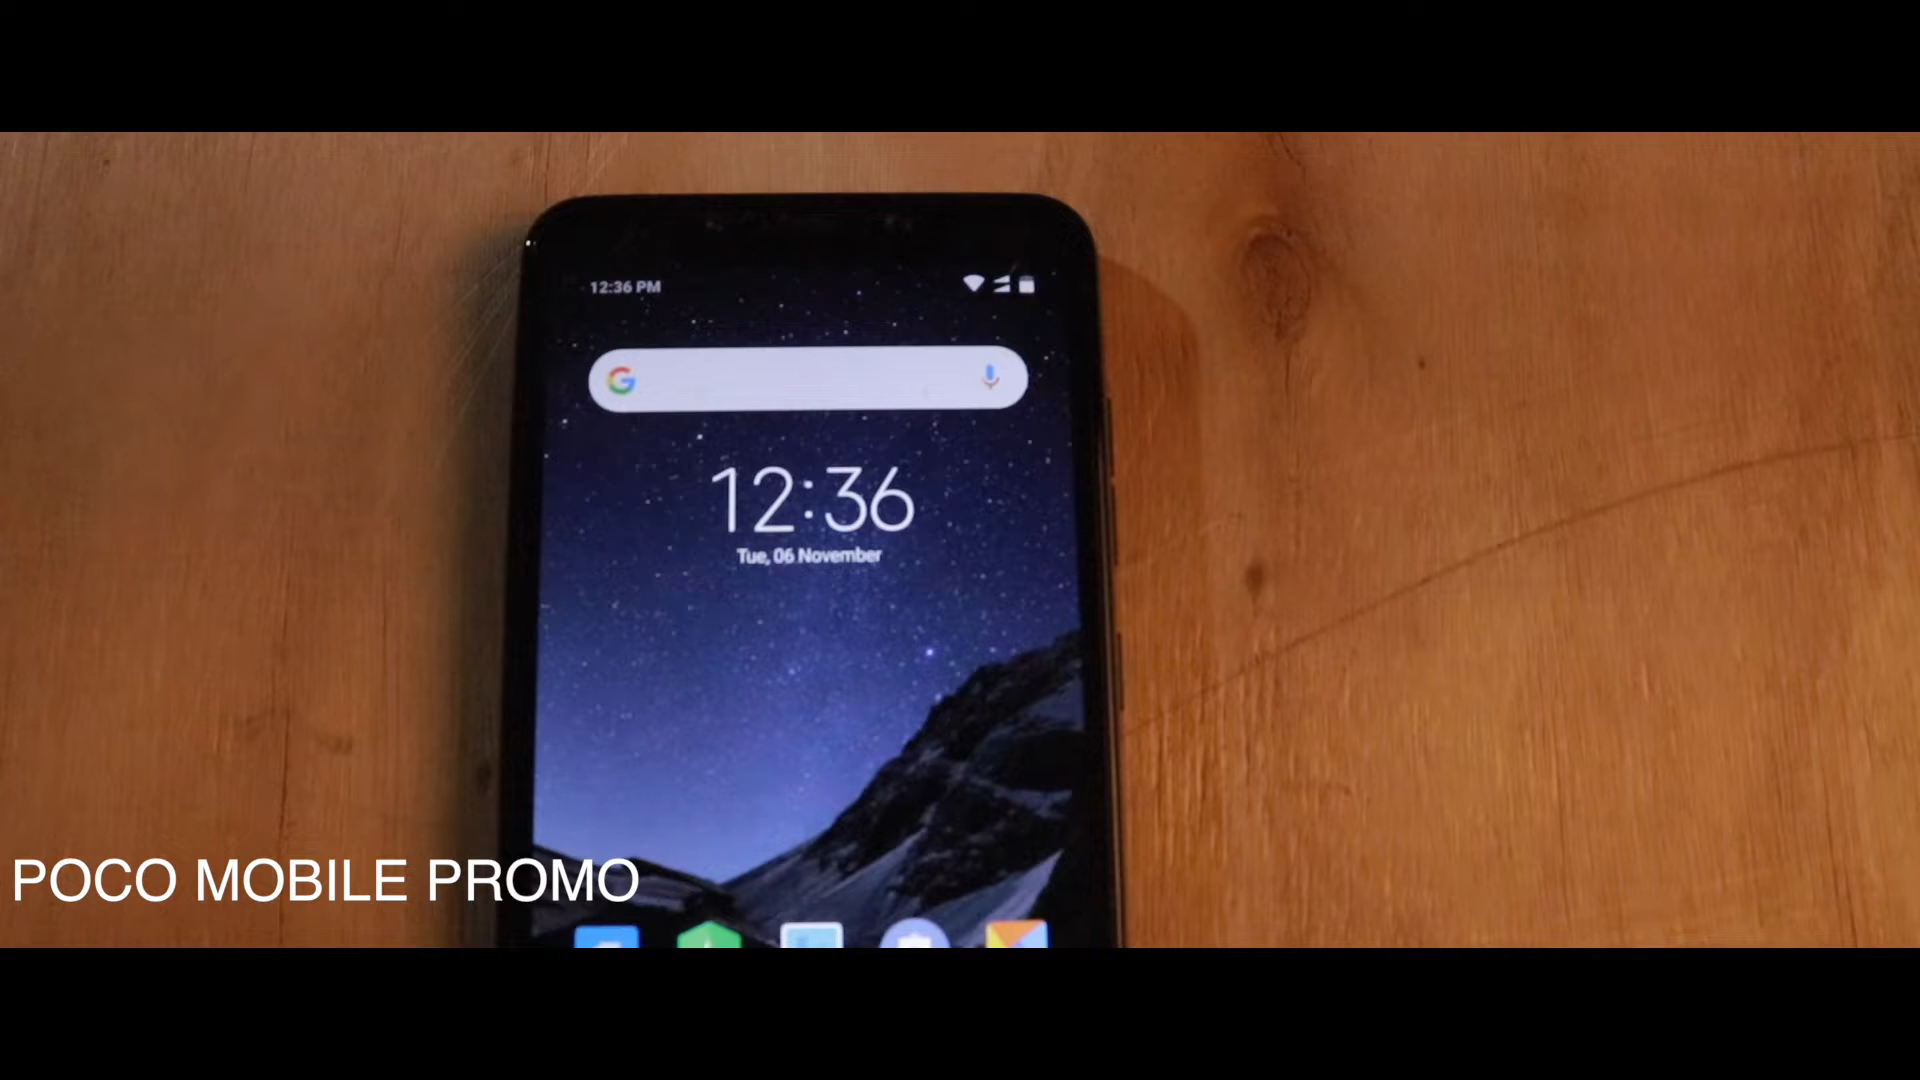 12:36 PM
G
12:36
Tue, 06 November
POCO MOBILE PROMO